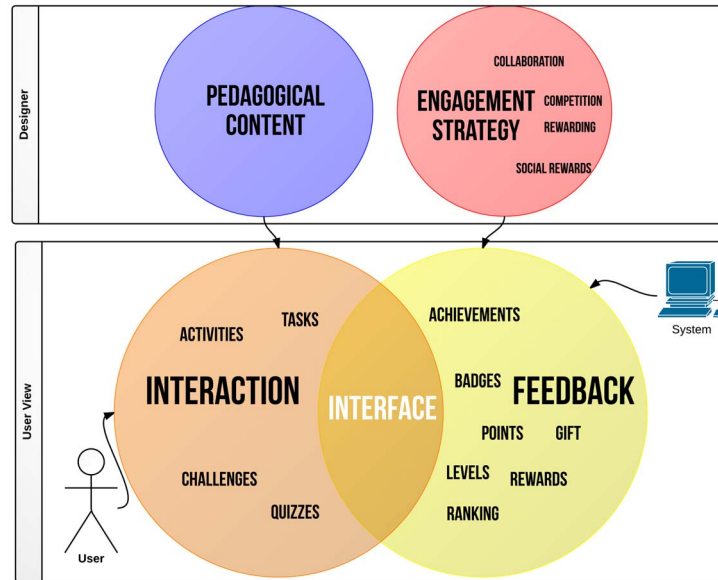 Designer
PEDAGOGICAL
CONTENT
COLLABORATION
ENGAGEMENT
STRATEGY
COMPETITION
REWARDING
SOCIAL REWARDS
User View
TASKS
ACTIVITIES
INTERACTION
CHALLENGES
QUIZZES
User
INTERFACE
ACHIEVEMENTS
BADGES
FEEDBACK
POINTS
GIFT
LEVELS
REWARDS
RANKING
System